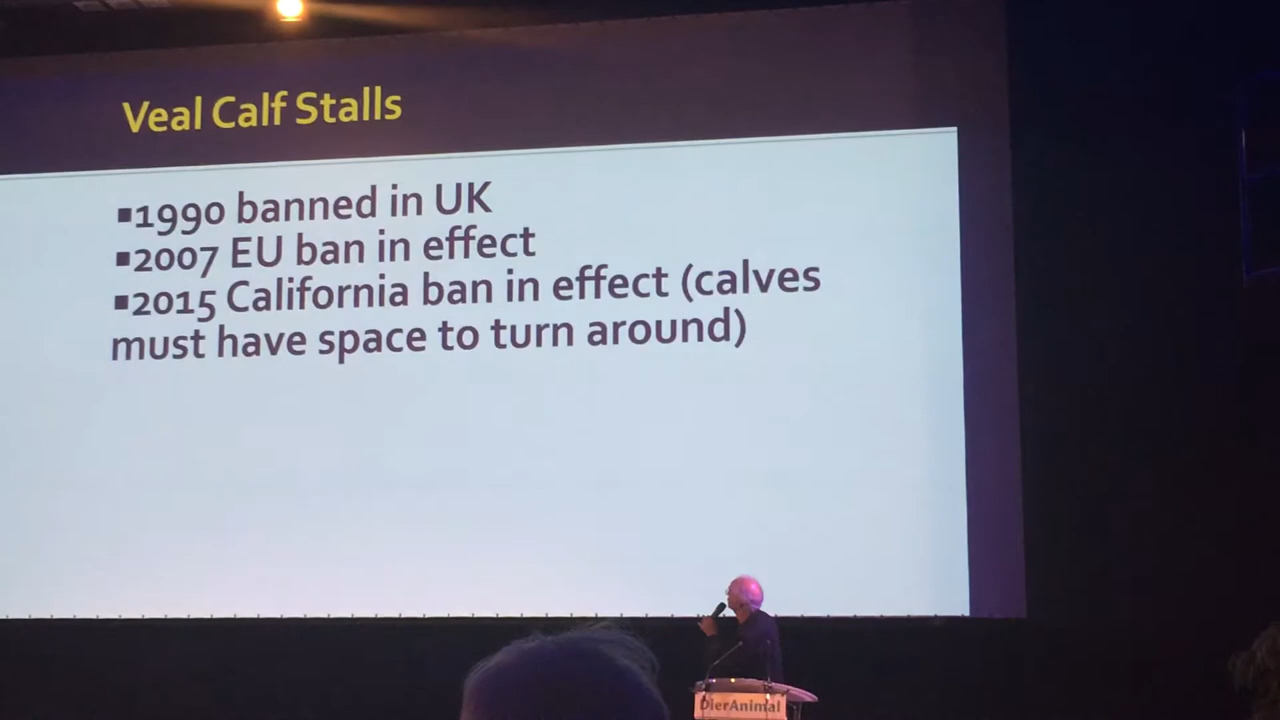 Veal Calf Stalls
▪1990 banned in UK
▪2007 EU ban in effect
▪2015 California ban in effect (calves
must have space to turn around)
DierAnimal